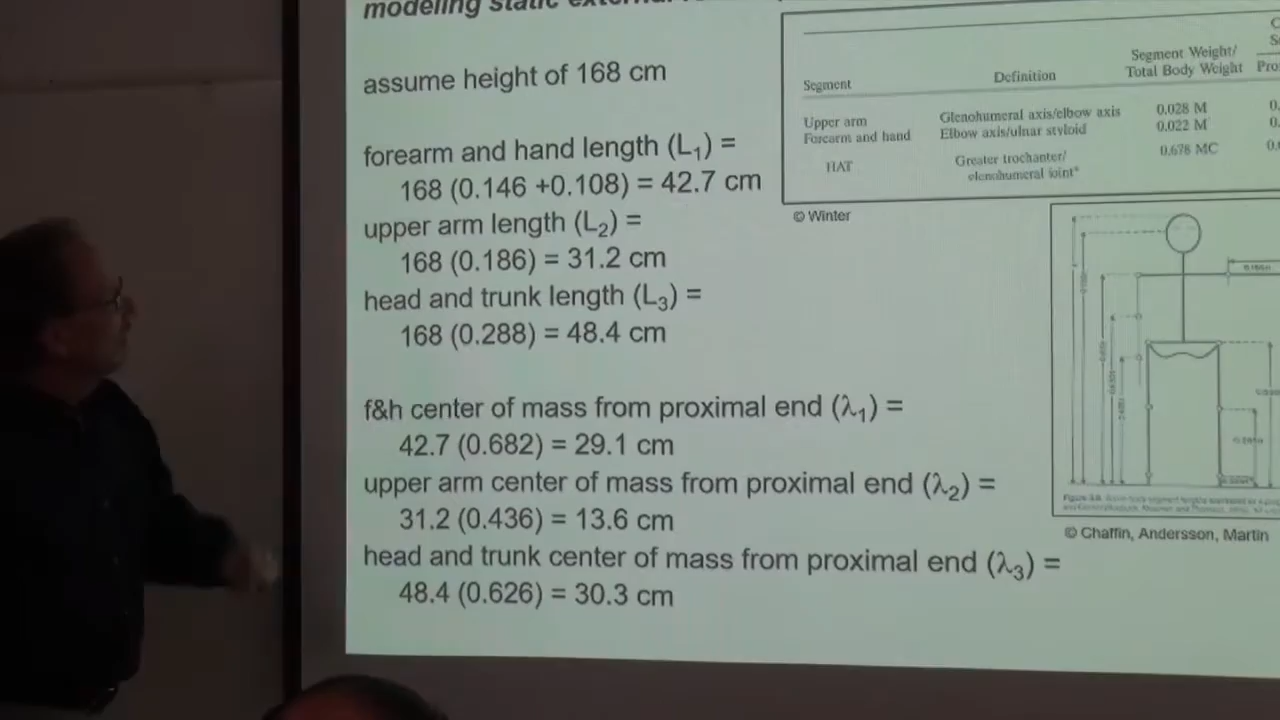 modeling static external
assume height of 168 cm
forearm and hand length (L₁) =
168 (0.146 +0.108) = 42.7 cm
upper arm length (L₂) =
168 (0.186) = 31.2 cm
head and trunk length (L₃) =
168 (0.288) = 48.4 cm
f&h center of mass from proximal end (λ₁) =
42.7 (0.682) = 29.1 cm
upper arm center of mass from proximal end (λ₂) =
31.2 (0.436) = 13.6 cm
head and trunk center of mass from proximal end (λ₃) =
48.4 (0.626) = 30.3 cm
Segment Definition Segment Weight/
Total Body Weight
Upper arm Glenohumeral axis/elbow axis 0.028 M
Forearm and hand Elbow axis/ulnar styloid 0.022 M
HAT Greater trochanter/ 0.678 MC
glenohumeral joint*
© Winter
© Chaffin, Andersson, Martin